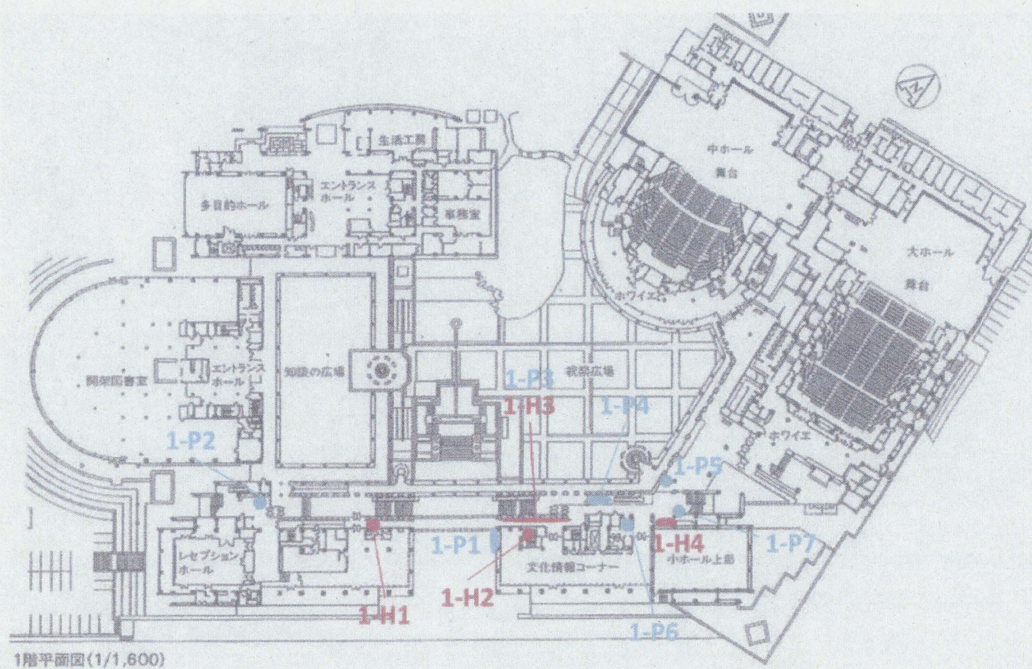 中ホール
舞台
大ホール
舞台
生活工房
エントランス
ホール
多目的ホール
事務室
ホワイエ
開架図書室
エントランス
ホール
知識の広場
祝祭広場
1-P3
1-H3
1-P4
1-P2
ホワイエ
1-P5
レセプション
ホール
1-P1
文化情報コーナー
1-H4
小ホール上部
1-P7
1-H1
1-H2
1-P6
1階平面図(1/1,600)